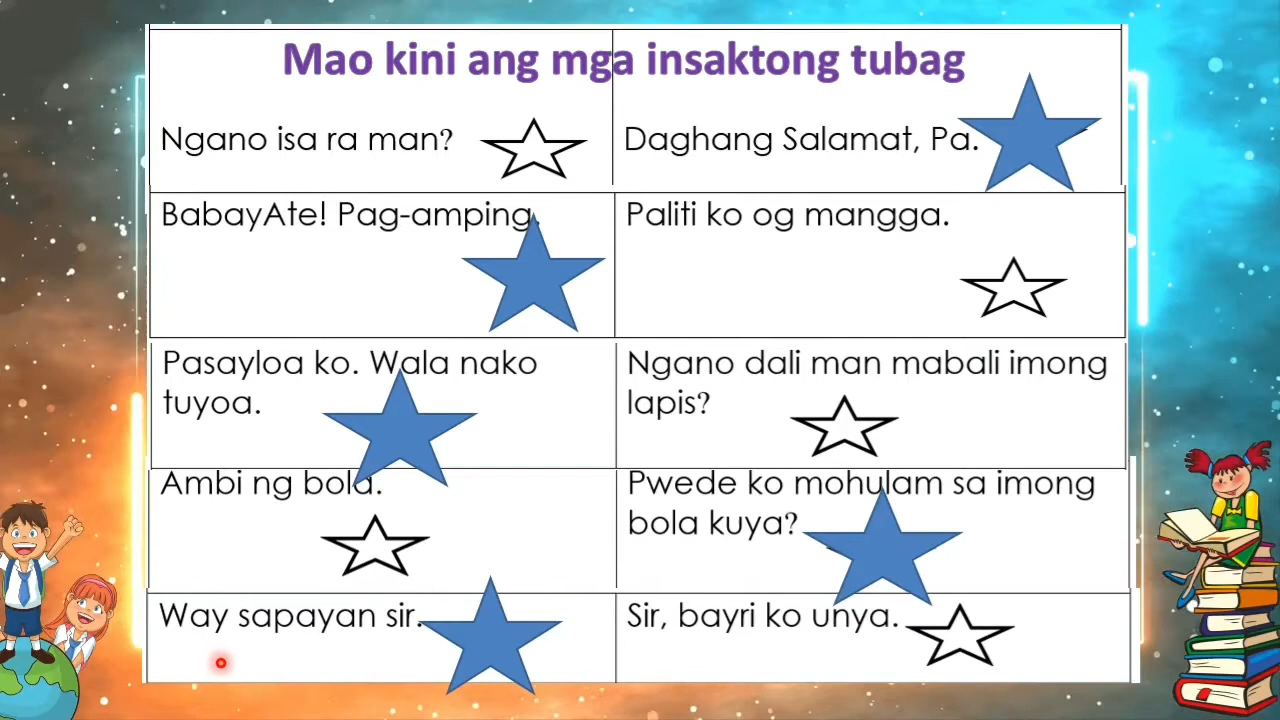 Mao kini ang mga insaktong tubag
Ngano isa ra man?
Daghang Salamat, Pa.
BabayAte! Pag-amping.
Paliti ko og mangga.
Pasayloa ko. Wala nako
tuyoa.
Ngano dali man mabali imong
lapis?
Ambi ng bola.
Pwede ko mohulam sa imong
bola kuya?
Way sapayan sir.
Sir, bayri ko unya.